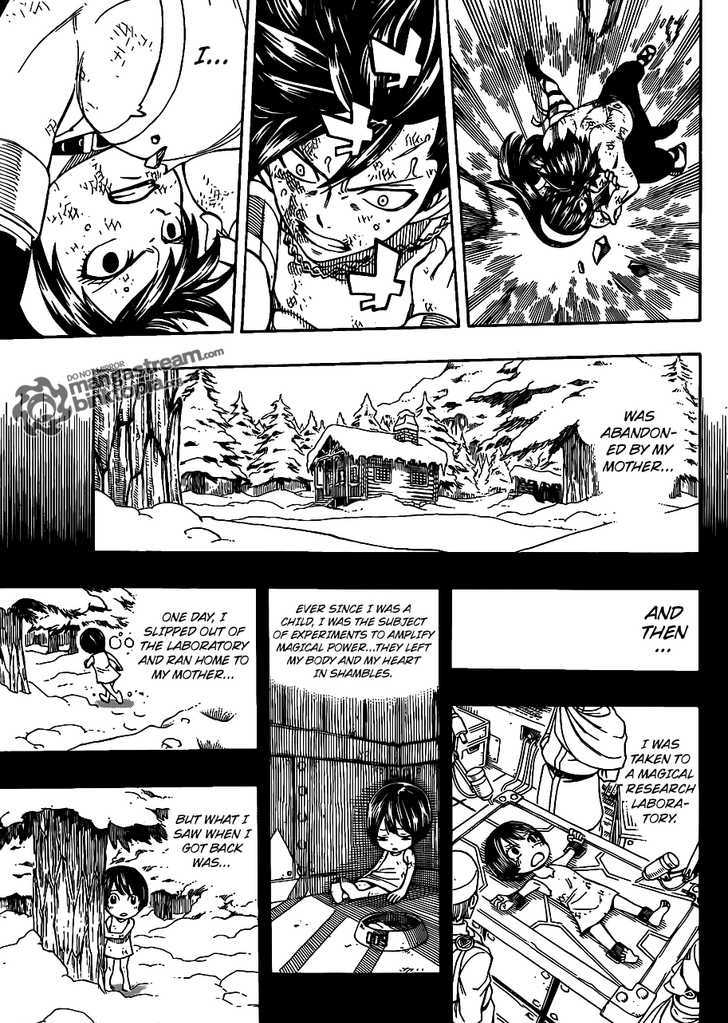 I...
WAS
ABANDON-
ED BY MY
MOTHER...
DO NOT MIRROR
mangastream.com
binktopia
AND
THEN
...
I WAS
TAKEN TO
A MAGICAL
RESEARCH
LABORA-
TORY.
EVER SINCE I WAS A
CHILD, I WAS THE SUBJECT
OF EXPERIMENTS TO AMPLIFY
MAGICAL POWER...THEY LEFT
MY BODY AND MY HEART
IN SHAMBLES.
ONE DAY, I
SLIPPED OUT OF
THE LABORATORY
AND RAN HOME TO
MY MOTHER...
BUT WHAT I
SAW WHEN I
GOT BACK
WAS...